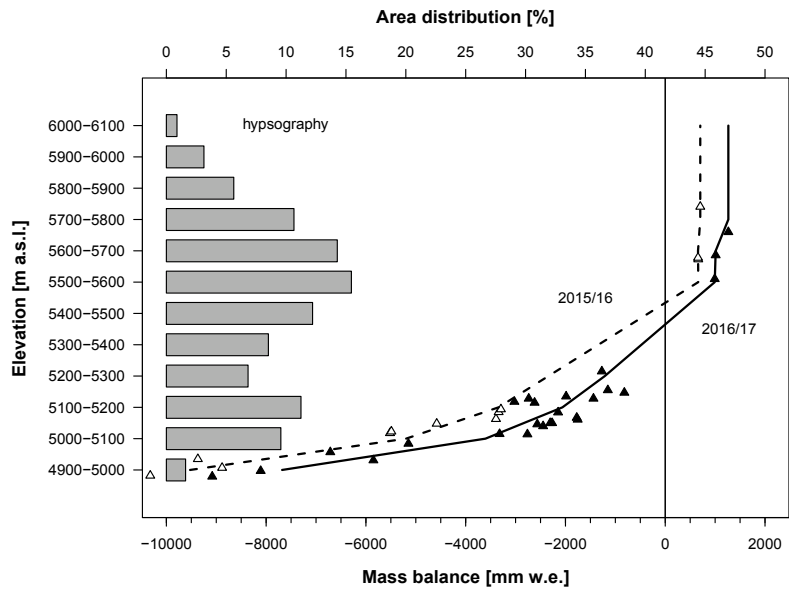 Area distribution [%]
0 5 10 15 20 25 30 35 40 45 50
Elevation [m a.s.l.]
6000−6100
5900−6000
5800−5900
5700−5800
5600−5700
5500−5600
5400−5500
5300−5400
5200−5300
5100−5200
5000−5100
4900−5000
hypsography
2015/16
2016/17
−10000 −8000 −6000 −4000 −2000 0 2000
Mass balance [mm w.e.]